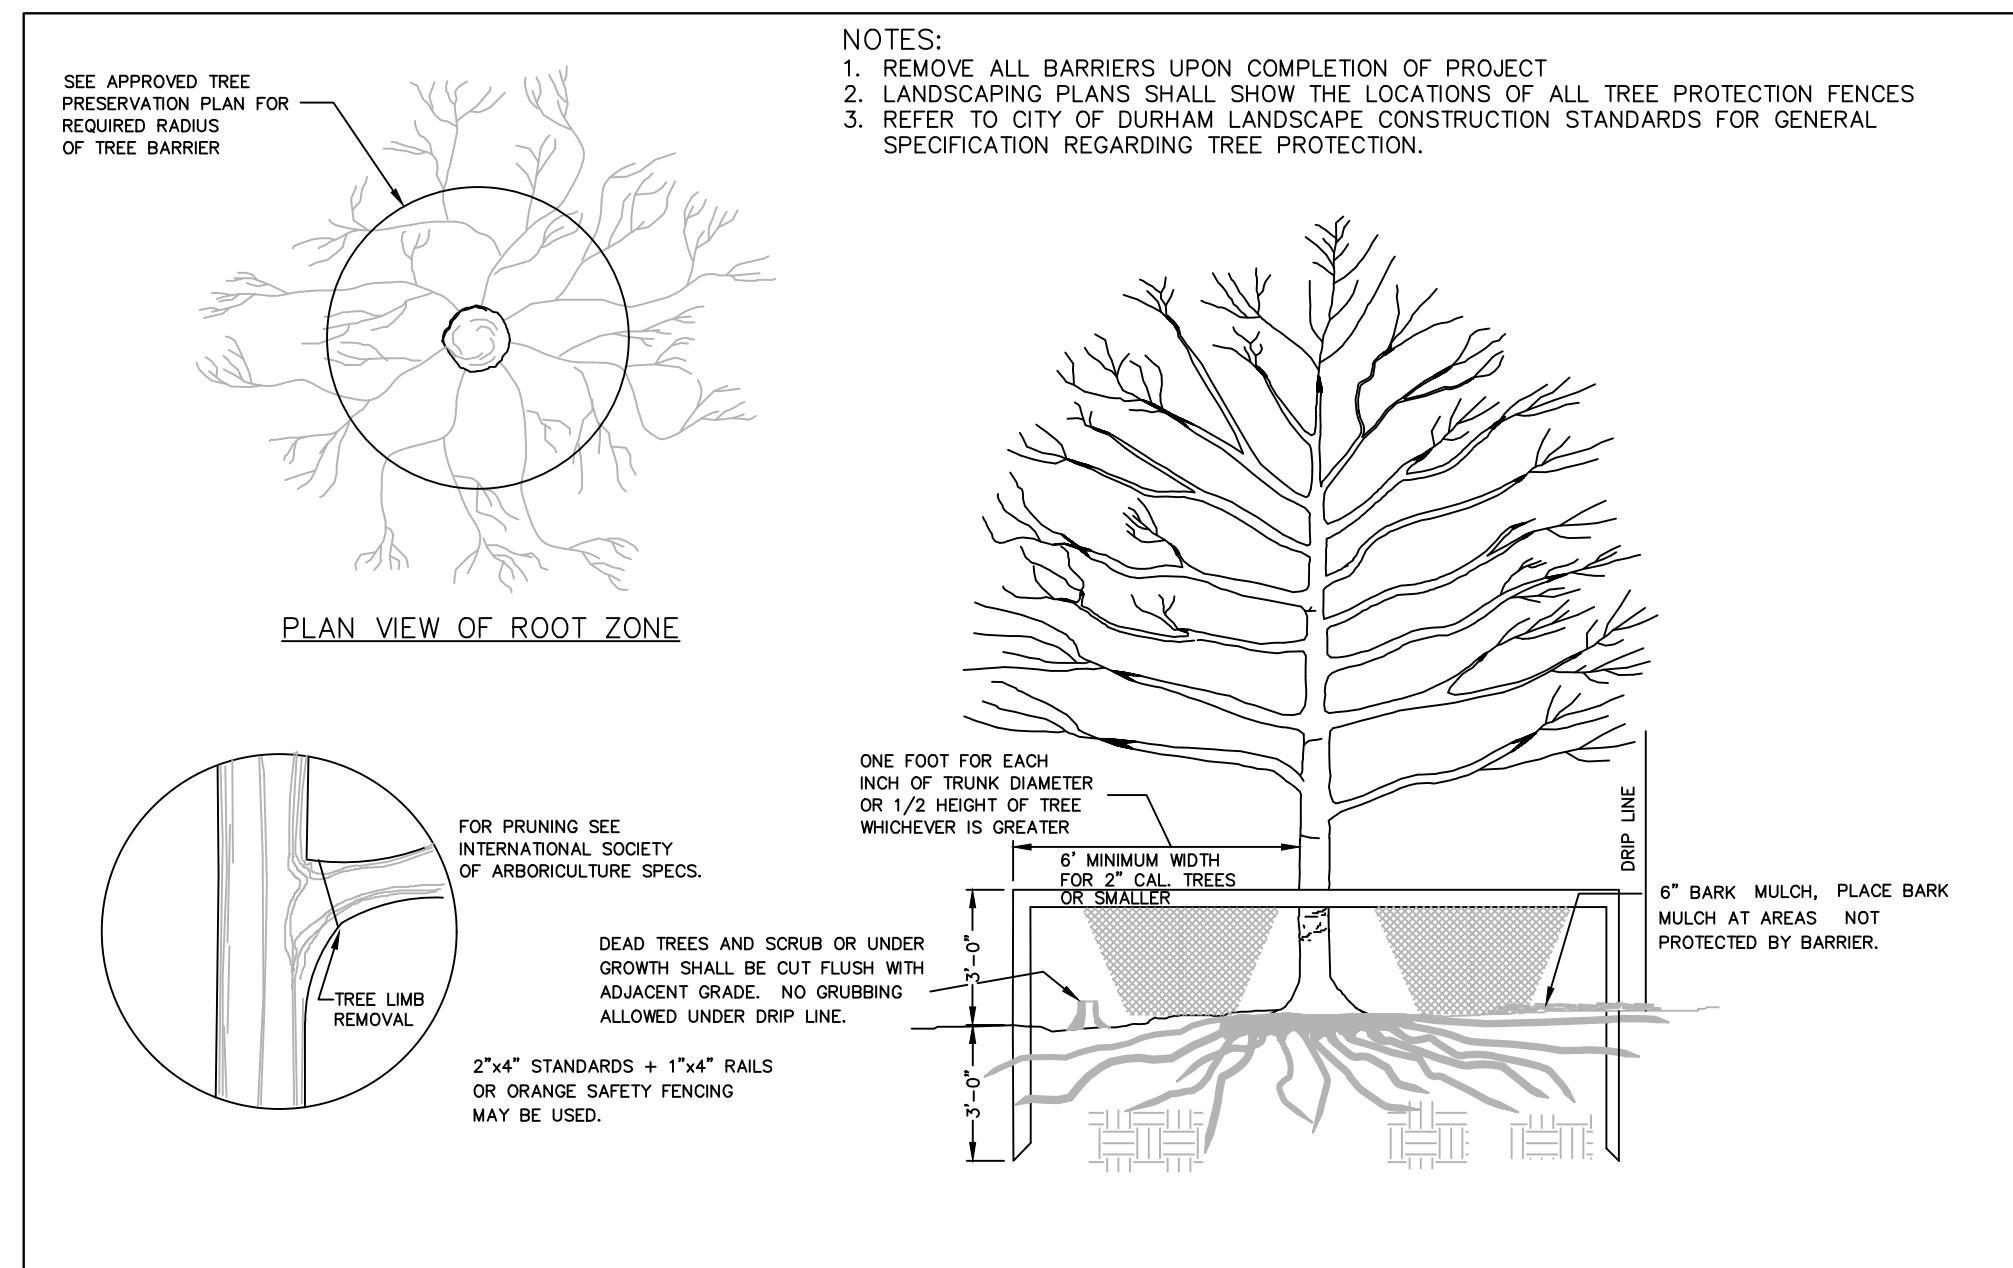 NOTES:
1. REMOVE ALL BARRIERS UPON COMPLETION OF PROJECT
2. LANDSCAPING PLANS SHALL SHOW THE LOCATIONS OF ALL TREE PROTECTION FENCES
3. REFER TO CITY OF DURHAM LANDSCAPE CONSTRUCTION STANDARDS FOR GENERAL
SPECIFICATION REGARDING TREE PROTECTION.
SEE APPROVED TREE
PRESERVATION PLAN FOR
REQUIRED RADIUS
OF TREE BARRIER
PLAN VIEW OF ROOT ZONE
FOR PRUNING SEE
INTERNATIONAL SOCIETY
OF ARBORICULTURE SPECS.
TREE LIMB
REMOVAL
ONE FOOT FOR EACH
INCH OF TRUNK DIAMETER
OR 1/2 HEIGHT OF TREE
WHICHEVER IS GREATER
6' MINIMUM WIDTH
FOR 2" CAL. TREES
OR SMALLER
DRIP LINE
6" BARK MULCH, PLACE BARK
MULCH AT AREAS NOT
PROTECTED BY BARRIER.
DEAD TREES AND SCRUB OR UNDER
GROWTH SHALL BE CUT FLUSH WITH
ADJACENT GRADE. NO GRUBBING
ALLOWED UNDER DRIP LINE.
3'-0"
3'-0"
2"x4" STANDARDS + 1"x4" RAILS
OR ORANGE SAFETY FENCING
MAY BE USED.